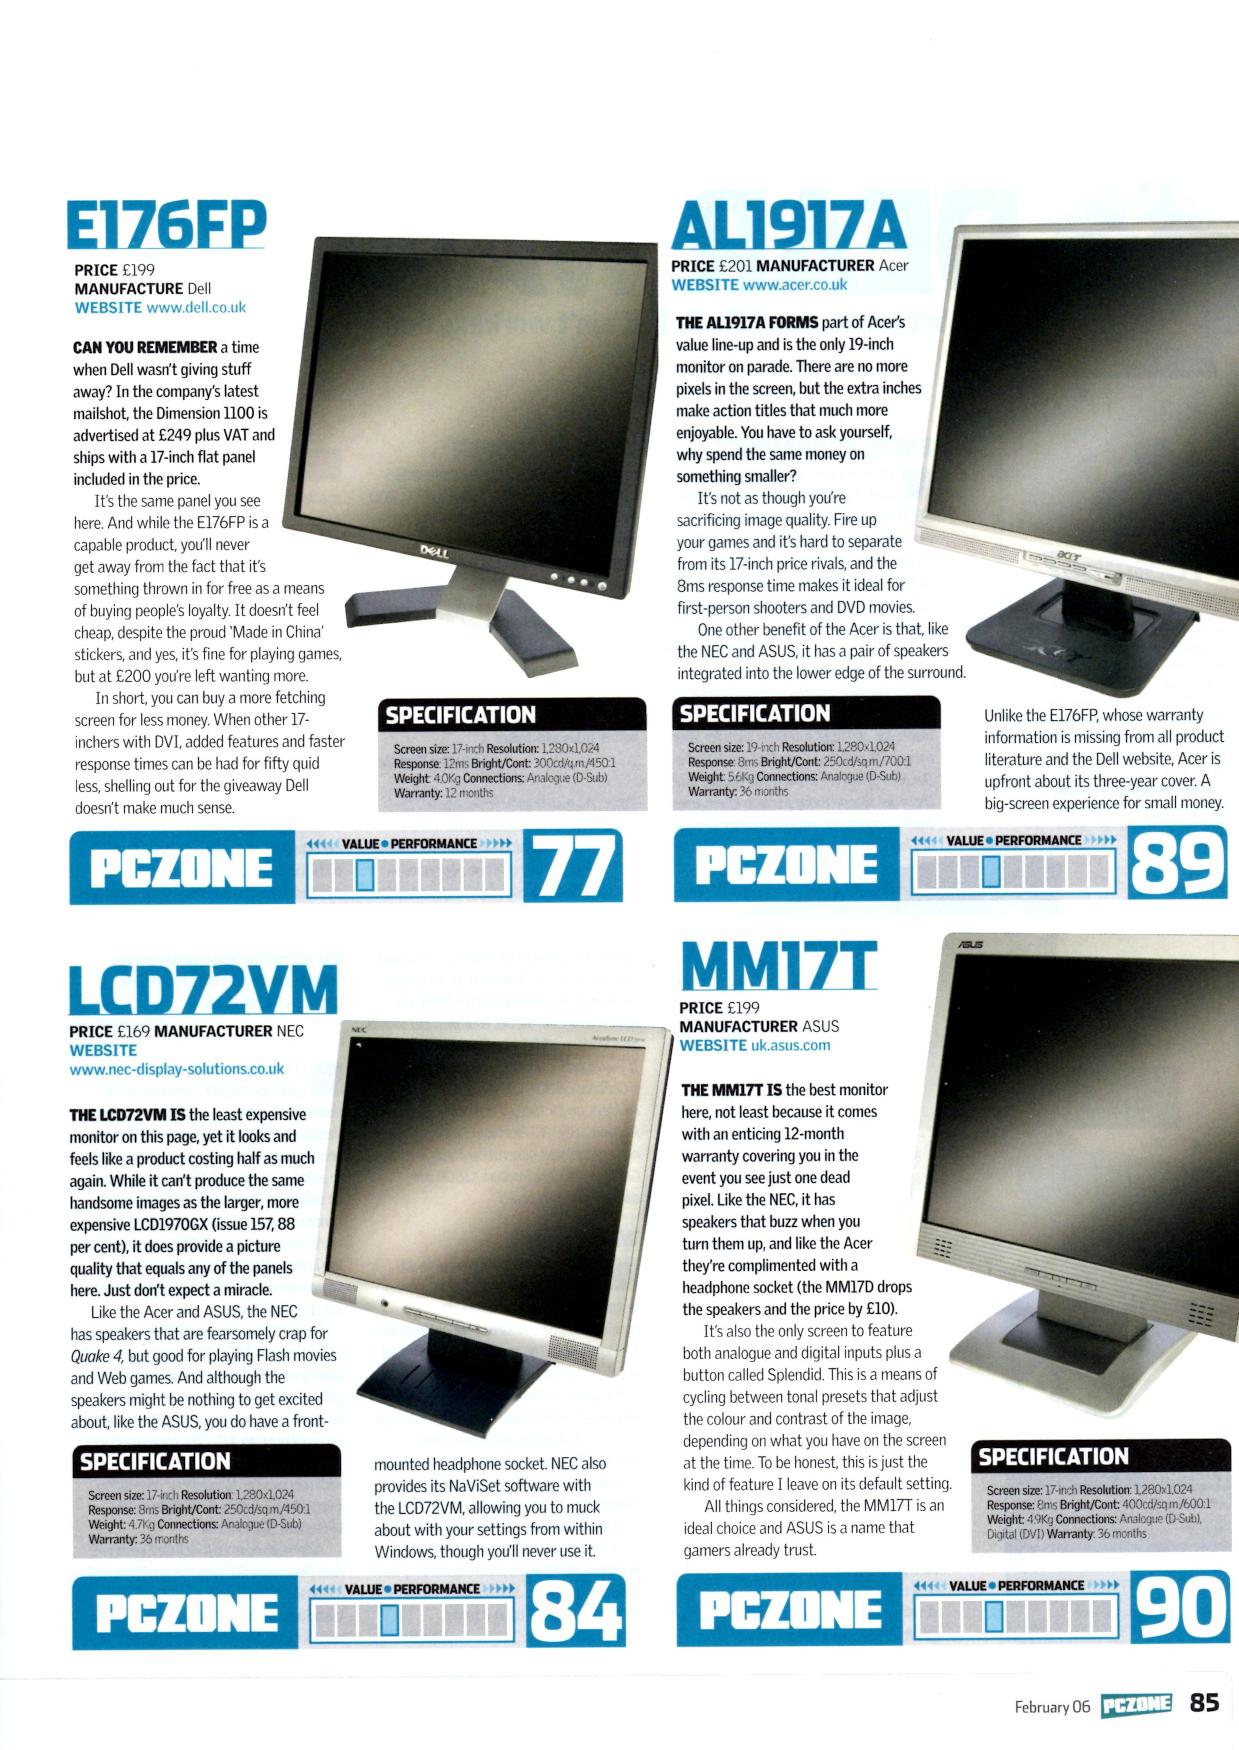 E176FP
PRICE £199
MANUFACTURE Dell
WEBSITE www.dell.co.uk
CAN YOU REMEMBER a time
when Dell wasn't giving stuff
away? In the company's latest
mailshot, the Dimension 1100 is
advertised at £249 plus VAT and
ships with a 17-inch flat panel
included in the price.
It's the same panel you see
here. And while the E176FP is a
capable product, you'll never
get away from the fact that it's
something thrown in for free as a means
of buying people's loyalty. It doesn't feel
cheap, despite the proud 'Made in China'
stickers, and yes, it's fine for playing games,
but at £200 you're left wanting more.
In short, you can buy a more fetching
screen for less money. When other 17-
inchers with DVI, added features and faster
response times can be had for fifty quid
less, shelling out for the giveaway Dell
doesn't make much sense.
DELL
SPECIFICATION
Screen size: 17-inch Resolution: 1,280x1,024
Response: 12ms Bright/Cont: 300cd/q.m/450:1
Weight: 4.0Kg Connections: Analogue (D-Sub)
Warranty: 12 months
PCZONE
VALUE • PERFORMANCE
77
AL1917A
PRICE £201 MANUFACTURER Acer
WEBSITE www.acer.co.uk
THE AL1917A FORMS part of Acer's
value line-up and is the only 19-inch
monitor on parade. There are no more
pixels in the screen, but the extra inches
make action titles that much more
enjoyable. You have to ask yourself,
why spend the same money on
something smaller?
It's not as though you're
sacrificing image quality. Fire up
your games and it's hard to separate
from its 17-inch price rivals, and the
8ms response time makes it ideal for
first-person shooters and DVD movies.
One other benefit of the Acer is that, like
the NEC and ASUS, it has a pair of speakers
integrated into the lower edge of the surround.
acer
acer
SPECIFICATION
Screen size: 19-inch Resolution: 1,280x1,024
Response: 8ms Bright/Cont: 250cd/sq.m/700:1
Weight: 5.6Kg Connections: Analogue (D-Sub)
Warranty: 36 months
Unlike the E176FP, whose warranty
information is missing from all product
literature and the Dell website, Acer is
upfront about its three-year cover. A
big-screen experience for small money.
PCZONE
VALUE • PERFORMANCE
89
LCD72VM
PRICE £169 MANUFACTURER NEC
WEBSITE
www.nec-display-solutions.co.uk
THE LCD72VM IS the least expensive
monitor on this page, yet it looks and
feels like a product costing half as much
again. While it can't produce the same
handsome images as the larger, more
expensive LCD1970GX (issue 157, 88
per cent), it does provide a picture
quality that equals any of the panels
here. Just don't expect a miracle.
Like the Acer and ASUS, the NEC
has speakers that are fearsomely crap for
Quake 4, but good for playing Flash movies
and Web games. And although the
speakers might be nothing to get excited
about, like the ASUS, you do have a front-
NEC
SPECIFICATION
Screen size: 17-inch Resolution: 1,280x1,024
Response: 8ms Bright/Cont: 250cd/sq.m/450:1
Weight: 4.7Kg Connections: Analogue (D-Sub)
Warranty: 36 months
mounted headphone socket. NEC also
provides its NaViSet software with
the LCD72VM, allowing you to muck
about with your settings from within
Windows, though you'll never use it.
PCZONE
VALUE • PERFORMANCE
84
MM17T
PRICE £199
MANUFACTURER ASUS
WEBSITE uk.asus.com
THE MM17T IS the best monitor
here, not least because it comes
with an enticing 12-month
warranty covering you in the
event you see just one dead
pixel. Like the NEC, it has
speakers that buzz when you
turn them up, and like the Acer
they're complimented with a
headphone socket (the MM17D drops
the speakers and the price by £10).
It's also the only screen to feature
both analogue and digital inputs plus a
button called Splendid. This is a means of
cycling between tonal presets that adjust
the colour and contrast of the image,
depending on what you have on the screen
at the time. To be honest, this is just the
kind of feature I leave on its default setting.
All things considered, the MM17T is an
ideal choice and ASUS is a name that
gamers already trust.
ASUS
SPECIFICATION
Screen size: 17-inch Resolution: 1,280x1,024
Response: 8ms Bright/Cont: 400cd/sq.m/600:1
Weight: 4.9Kg Connections: Analogue (D-Sub),
Digital (DVI) Warranty: 36 months
PCZONE
VALUE • PERFORMANCE
90
February 06 PCZONE 85